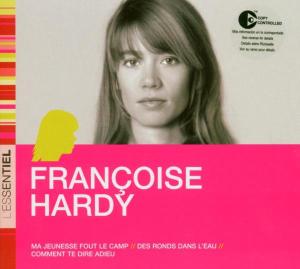 COPY
CONTROLLED
L'ESSENTIEL
FRANÇOISE
HARDY
MA JEUNESSE FOUT LE CAMP // DES RONDS DANS L'EAU //
COMMENT TE DIRE ADIEU